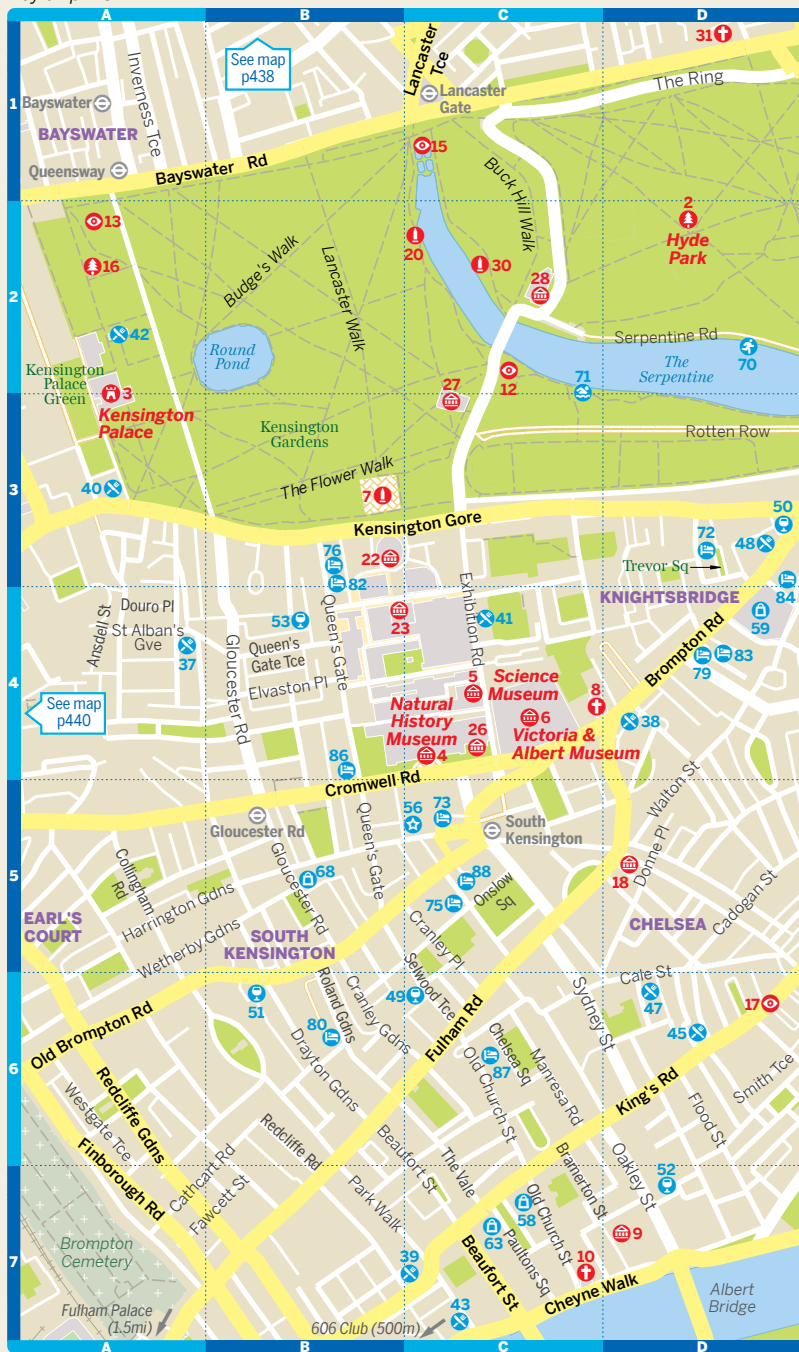 A
B
C
D
See map
p438
Lancaster
Tce
31
The Ring
1
Bayswater
Inverness Tce
Lancaster
Gate
BAYSWATER
15
Queensway
Bayswater Rd
Buck Hill Walk
13
2
Hyde
Park
16
20
30
28
Budge's Walk
Lancaster Walk
2
42
Round
Pond
Serpentine Rd
The
Serpentine
70
Kensington
Palace
Green
3
Kensington
Palace
27
12
71
Kensington
Gardens
Rotten Row
The Flower Walk
40
3
7
Kensington Gore
50
76
22
72
48
82
Trevor Sq
84
Douro Pl
Ansdell St
St Alban's
Gve
37
53
Queen's
Gate Tce
Queen's Gate
23
Exhibition Rd
41
KNIGHTSBRIDGE
59
Brompton Rd
83
79
Gloucester Rd
Elvaston Pl
4
See map
p440
5
Science
Museum
8
Natural
History
Museum
4
26
6
Victoria &
Albert Museum
38
86
Cromwell Rd
Walton St
56
73
Gloucester Rd
Queen's Gate
South
Kensington
Donne Pl
Collingham
Rd
Gloucester Rd
68
88
18
5
75
Onslow
Sq
Cadogan St
Harrington Gdns
EARL'S
COURT
Wetherby Gdns
SOUTH
KENSINGTON
Cranley Pl
CHELSEA
Selwood Tce
Cale St
51
Roland Gdns
49
47
17
Cranley Gdns
Sydney St
Old Brompton Rd
80
Fulham Rd
45
Drayton Gdns
Chelsea Sq
87
Manresa Rd
6
Redcliffe Gdns
Old Church St
King's Rd
Smith Tce
Westgate Tce
Flood St
Redcliffe Rd
Beaufort St
Finborough Rd
Cathcart Rd
The Vale
Bramerton St
Oakley St
52
Fawcett St
Park Walk
58
Old Church St
63
9
Brompton
Cemetery
7
39
Beaufort St
Paultons Sq
10
Cheyne Walk
Albert
Bridge
Fulham Palace
(1.5mi)
606 Club (500m)
43
A
B
C
D